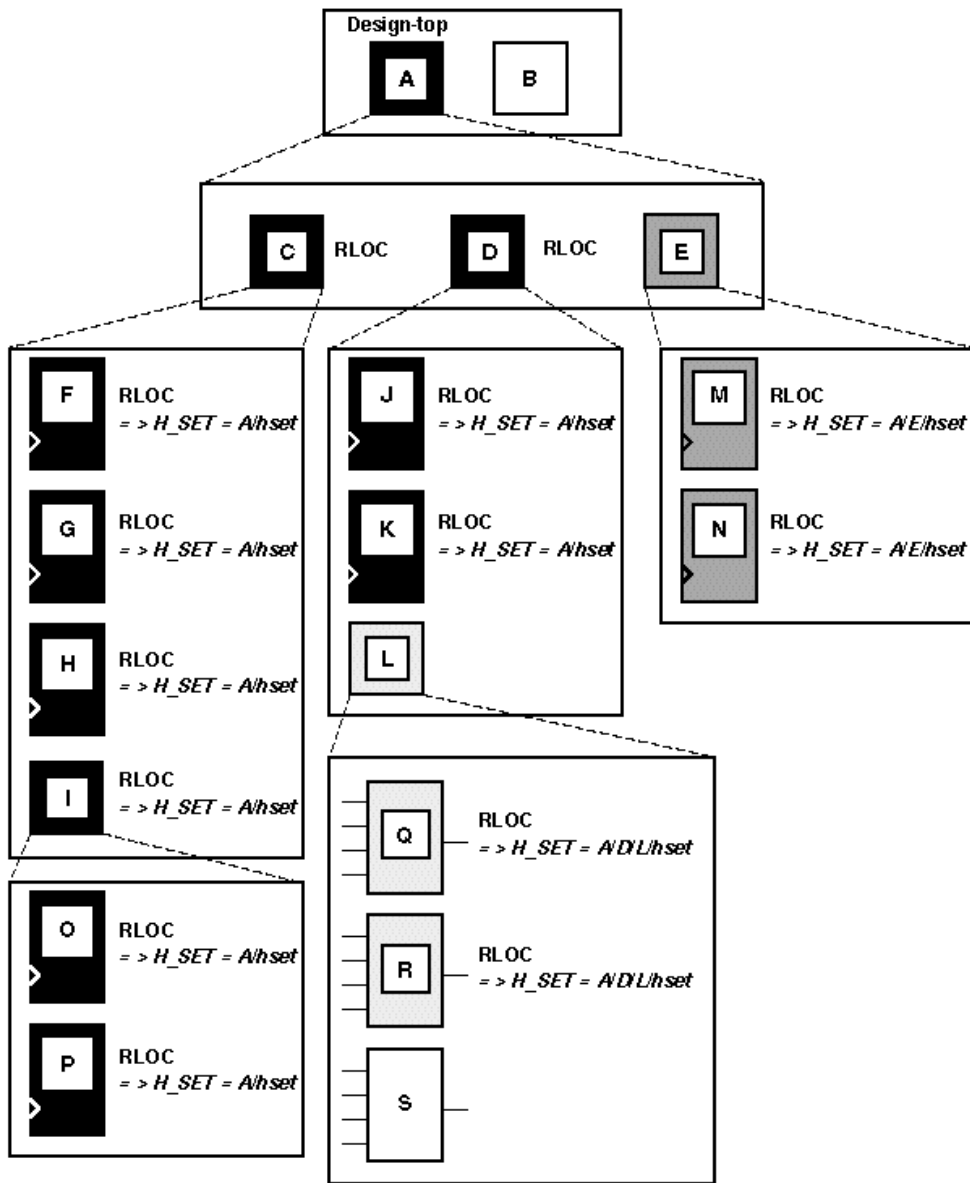 Design-top
A
B
C
RLOC
D
RLOC
E
F
RLOC
= > H_SET = A/hset
G
RLOC
= > H_SET = A/hset
H
RLOC
= > H_SET = A/hset
I
RLOC
= > H_SET = A/hset
J
RLOC
= > H_SET = A/hset
K
RLOC
= > H_SET = A/hset
L
M
RLOC
= > H_SET = A/E/hset
N
RLOC
= > H_SET = A/E/hset
O
RLOC
= > H_SET = A/hset
P
RLOC
= > H_SET = A/hset
Q
RLOC
= > H_SET = A/D/L/hset
R
RLOC
= > H_SET = A/D/L/hset
S